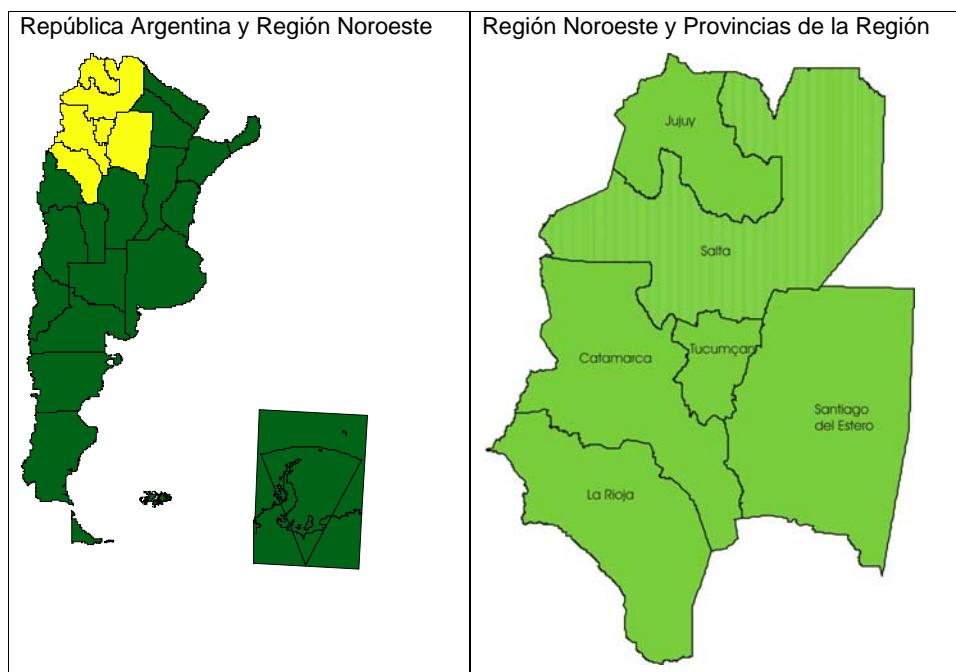 República Argentina y Región Noroeste
Región Noroeste y Provincias de la Región
Jujuy
Salta
Catamarca
Tucumçan
Santiago
del Estero
La Rioja